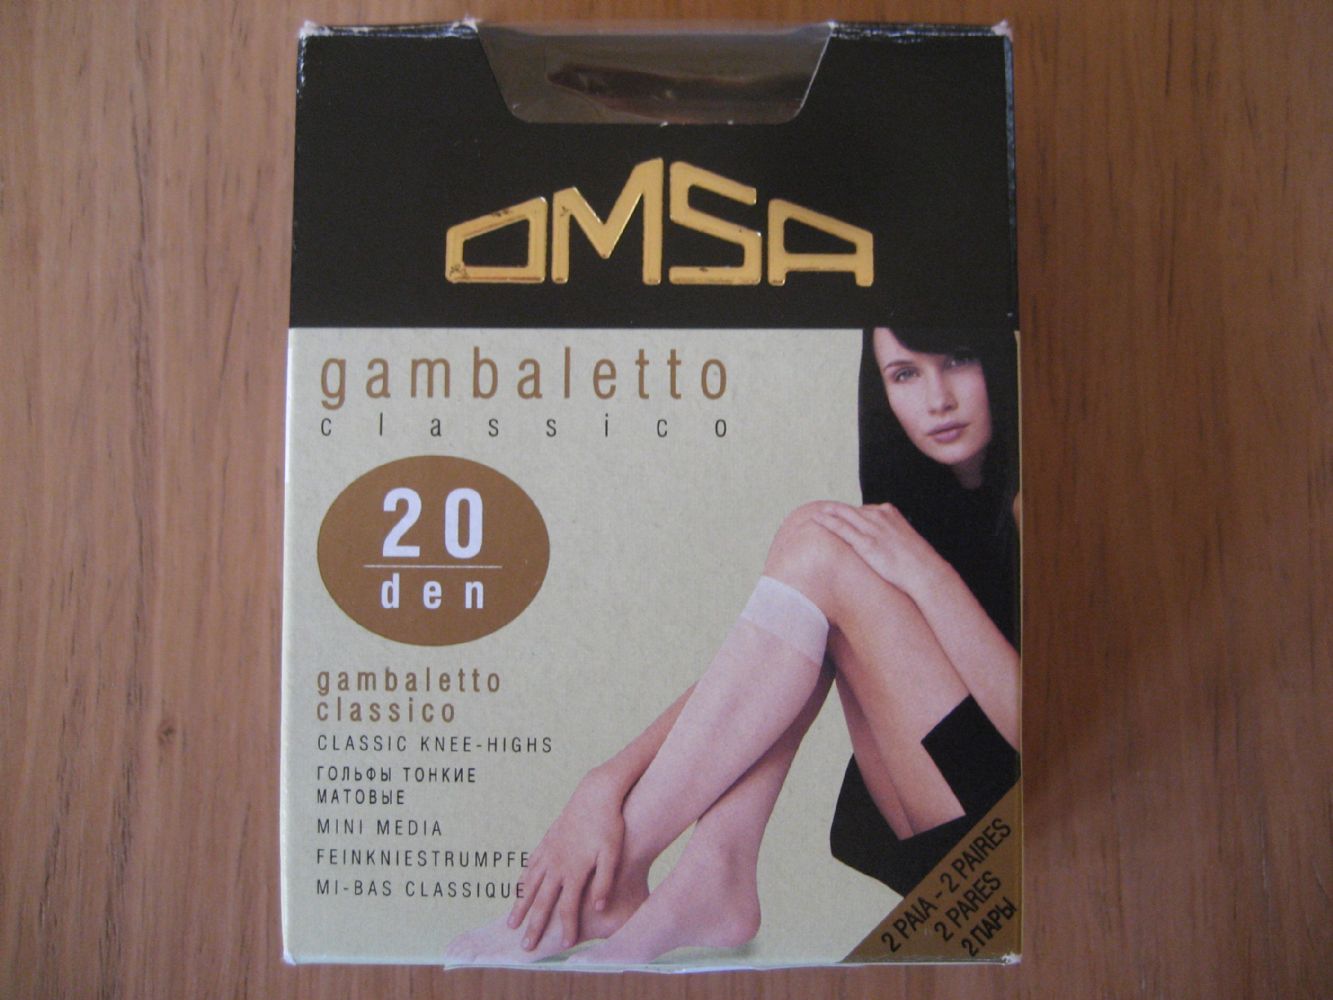 OMSA
gambaletto
classico
20
den
gambaletto
classico
CLASSIC KNEE-HIGHS
ГОЛЬФЫ ТОНКИЕ
МАТОВЫЕ
MINI MEDIA
FEINKNIESTRUMPFE
MI-BAS CLASSIQUE
2 PAIA - 2 PAIRES
2 PARES
2 ПАРЫ